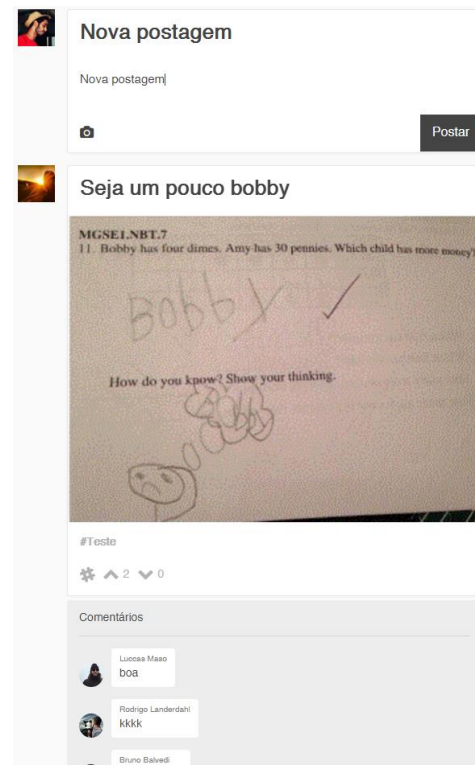 Nova postagem
Nova postagem
Postar
Seja um pouco bobby
MGSE1.NBT.7
11. Bobby has four dimes. Amy has 30 pennies. Which child has more money?
BOBBY
How do you know? Show your thinking.
BOBBY
#Teste
2 0
Comentários
Luccas Maso
boa
Rodrigo Landerdahl
kkkk
Bruno Balvedi